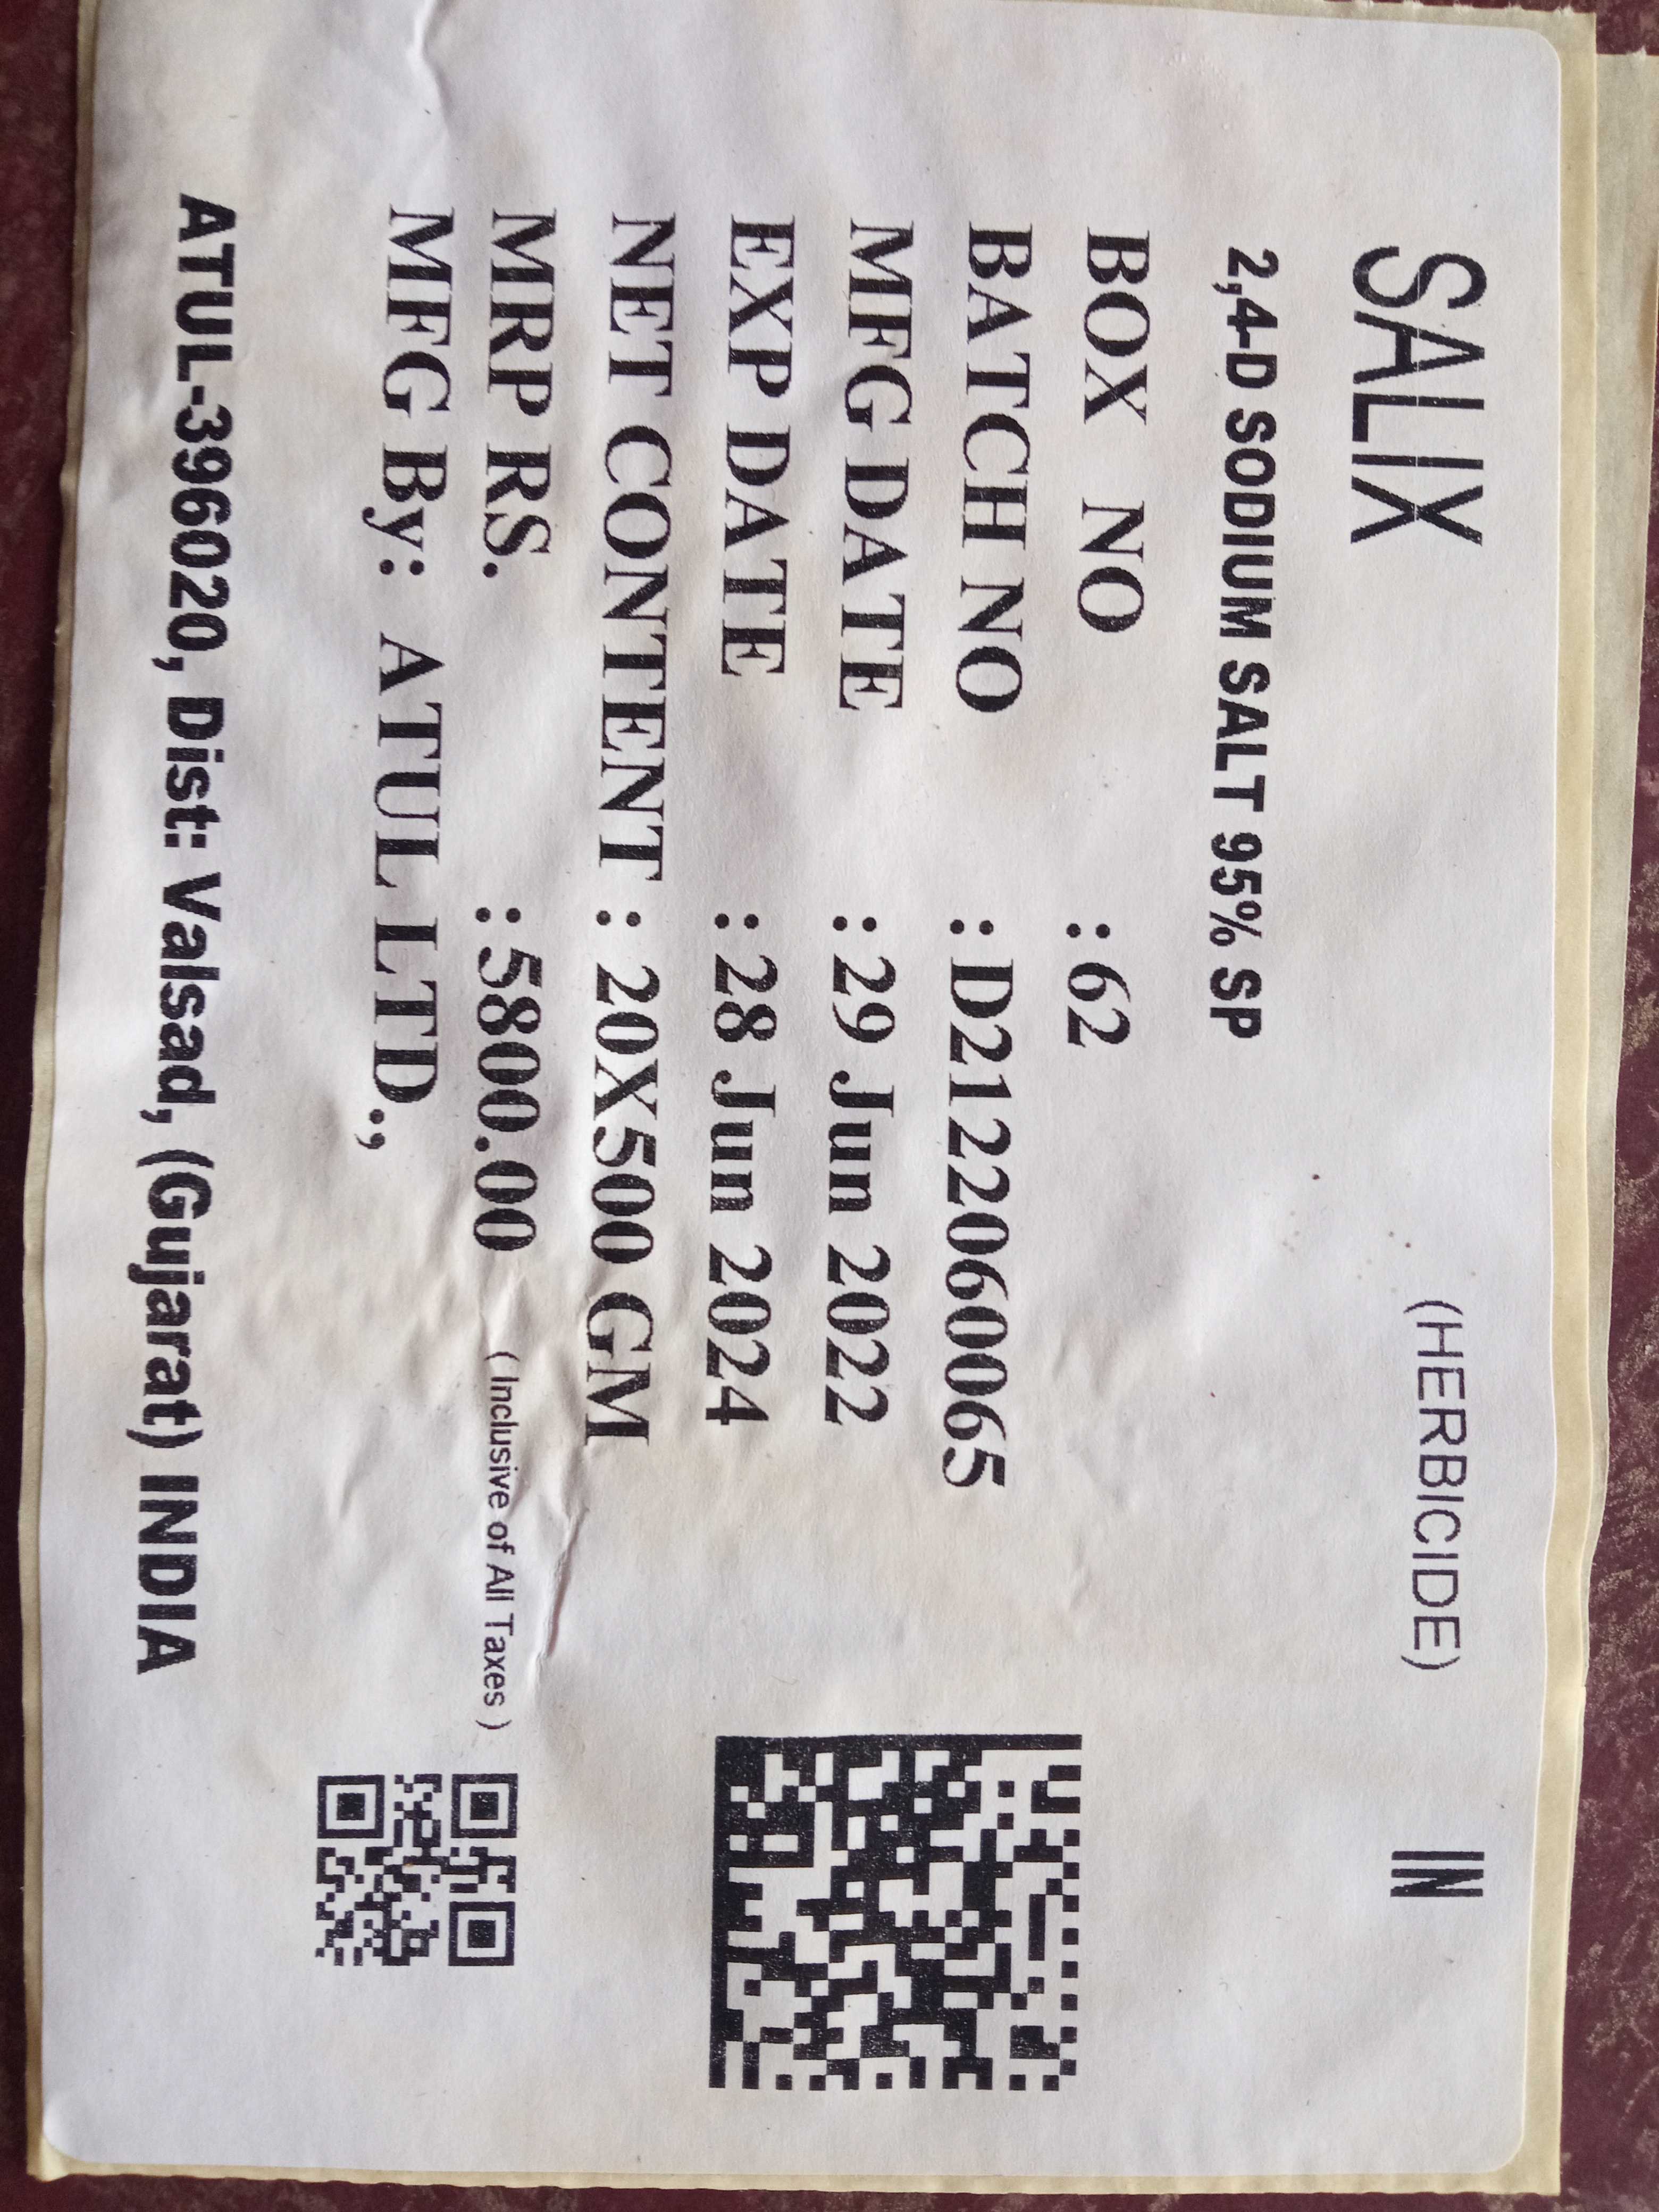 SALIX (HERBICIDE) IN
2,4-D SODIUM SALT 95% SP
BOX NO : 62
BATCH NO : D2122060065
MFG DATE : 29 Jun 2022
EXP DATE : 28 Jun 2024
NET CONTENT : 20X500 GM
MRP RS. : 5800.00 ( Inclusive of All Taxes )
MFG By: ATUL LTD.,
ATUL-396020, Dist: Valsad, (Gujarat) INDIA